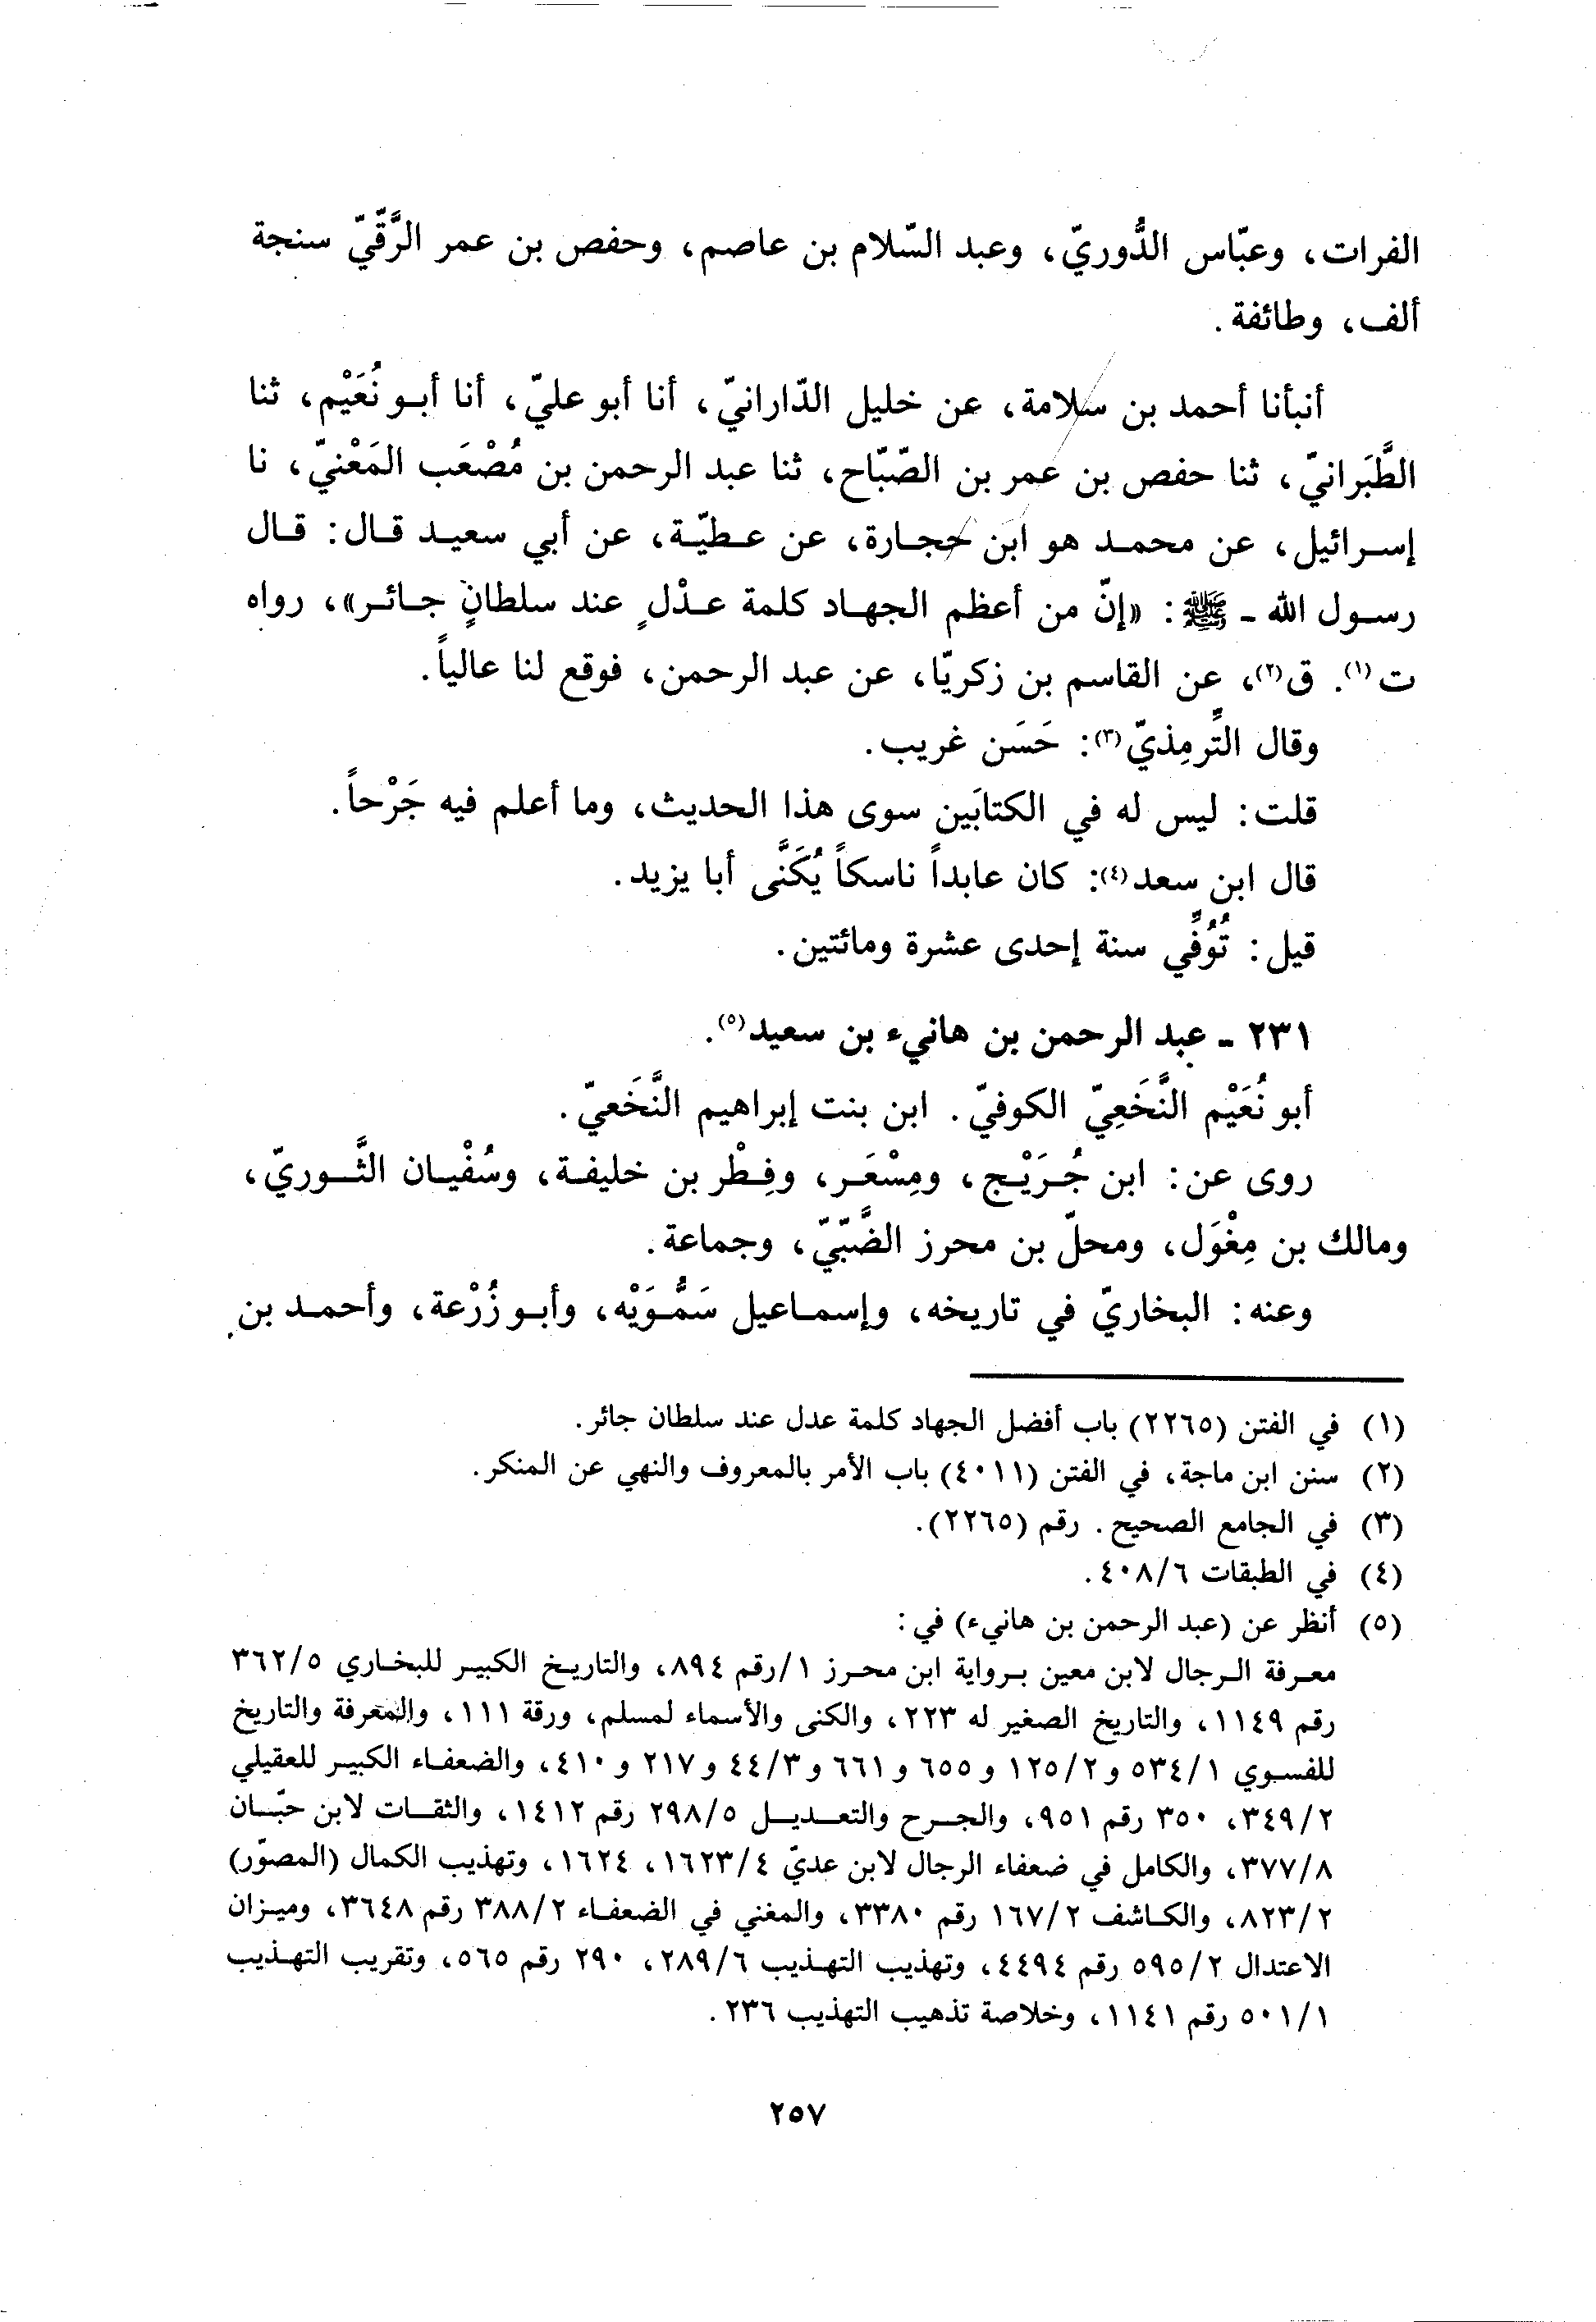 الفرات، وعبّاس الدُّوريّ، وعبد السّلام بن عاصم، وحفص بن عمر الرَّقّيّ سنجة
ألف، وطائفة.
أنبأنا أحمد بن سلامة، عن خليل الدّارانيّ، أنا أبو عليّ، أنا أبو نُعَيْم، ثنا
الطَّبَرانيّ، ثنا حفص بن عمر بن الصّبّاح، ثنا عبد الرحمن بن مُصْعَب المَعْنيّ، نا
إسرائيل، عن محمد هو ابن حجارة، عن عطيّة، عن أبي سعيد قال: قال
رسول الله - ﷺ: «إنّ من أعظم الجهاد كلمة عدْلٍ عند سلطانٍ جائر»، رواه
ت(١). ق(٢)، عن القاسم بن زكريّا، عن عبد الرحمن، فوقع لنا عالياً.
وقال التِّرمِذيّ(٣): حَسَن غريب.
قلت: ليس له في الكتابَين سوى هذا الحديث، وما أعلم فيه جَرْحاً.
قال ابن سعد(٤): كان عابداً ناسكاً يُكَنَّى أبا يزيد.
قيل: تُوُفّي سنة إحدى عشرة ومائتين.
٢٣١ - عبد الرحمن بن هانيء بن سعيد(٥).
أبو نُعَيْم النَّخَعِيّ الكوفيّ. ابن بنت إبراهيم النَّخَعيّ.
روى عن: ابن جُرَيْج، ومِسْعَر، وفِطْر بن خليفة، وسُفْيان الثَّوريّ،
ومالك بن مِغْوَل، ومحلّ بن محرز الضَّبّيّ، وجماعة.
وعنه: البخاريّ في تاريخه، وإسماعيل سَمُّوَيْه، وأبو زُرْعة، وأحمد بن
(١) في الفتن (٢٢٦٥) باب أفضل الجهاد كلمة عدل عند سلطان جائر.
(٢) سنن ابن ماجة، في الفتن (٤٠١١) باب الأمر بالمعروف والنهي عن المنكر.
(٣) في الجامع الصحيح. رقم (٢٢٦٥).
(٤) في الطبقات ٤٠٨/٦.
(٥) أنظر عن (عبد الرحمن بن هانيء) في:
معرفة الرجال لابن معين برواية ابن محرز ١/رقم ٨٩٤، والتاريخ الكبير للبخاري ٣٦٢/٥
رقم ١١٤٩، والتاريخ الصغير له ٢٢٣، والكنى والأسماء لمسلم، ورقة ١١١، والمعرفة والتاريخ
للفسوي ٥٣٤/١ و١٢٥/٢ و٦٥٥ و٦٦١ و٤٤/٣ و٢١٧ و٤١٠، والضعفاء الكبير للعقيلي
٣٤٩/٢، ٣٥٠ رقم ٩٥١، والجرح والتعديل ٢٩٨/٥ رقم ١٤١٢، والثقات لابن حبّان
٣٧٧/٨، والكامل في ضعفاء الرجال لابن عديّ ١٦٢٣/٤، ١٦٢٤، وتهذيب الكمال (المصوّر)
٨٢٣/٢، والكاشف ١٦٧/٢ رقم ٣٣٨٠، والمغني في الضعفاء ٣٨٨/٢ رقم ٣٦٤٨، وميزان
الاعتدال ٥٩٥/٢ رقم ٤٤٩٤، وتهذيب التهذيب ٢٨٩/٦، ٢٩٠ رقم ٥٦٥، وتقريب التهذيب
٥٠١/١ رقم ١١٤١، وخلاصة تذهيب التهذيب ٢٣٦.
٢٥٧